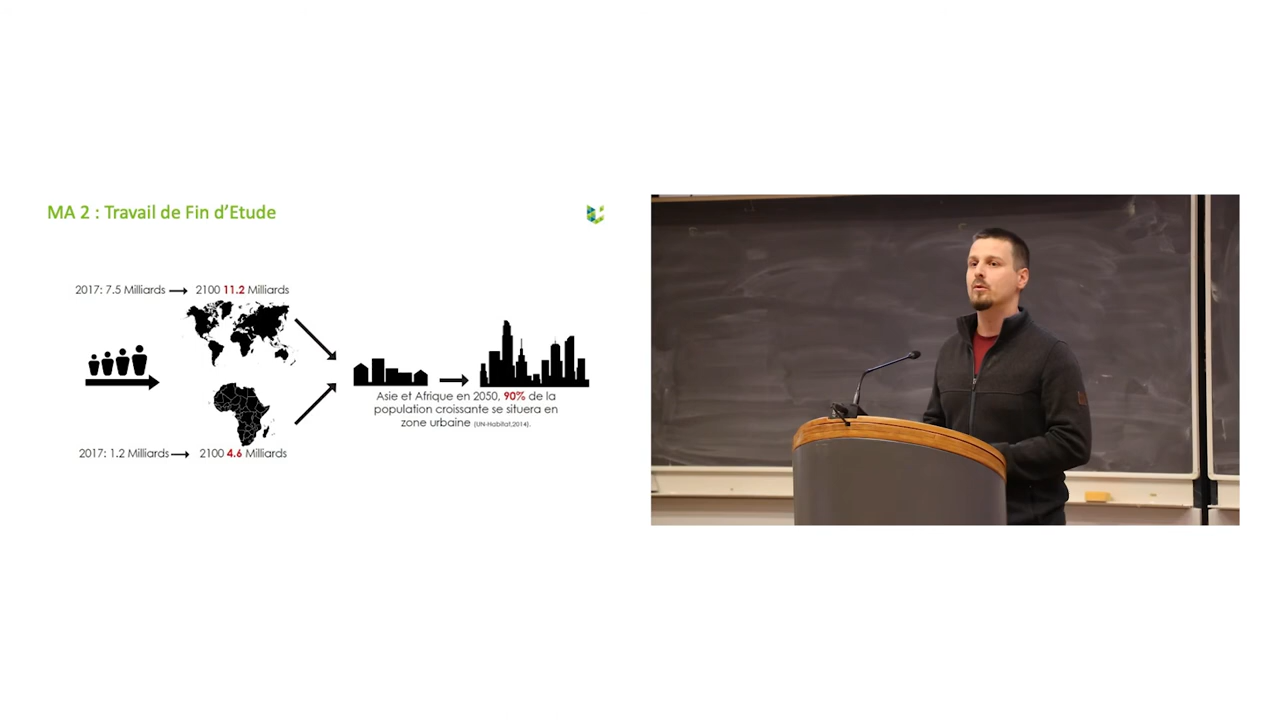 MA 2 : Travail de Fin d'Etude
2017: 7.5 Milliards
2100 11.2 Milliards
Asie et Afrique en 2050, 90% de la
population croissante se situera en
zone urbaine (UN-Habitat,2014).
2017: 1.2 Milliards
2100 4.6 Milliards